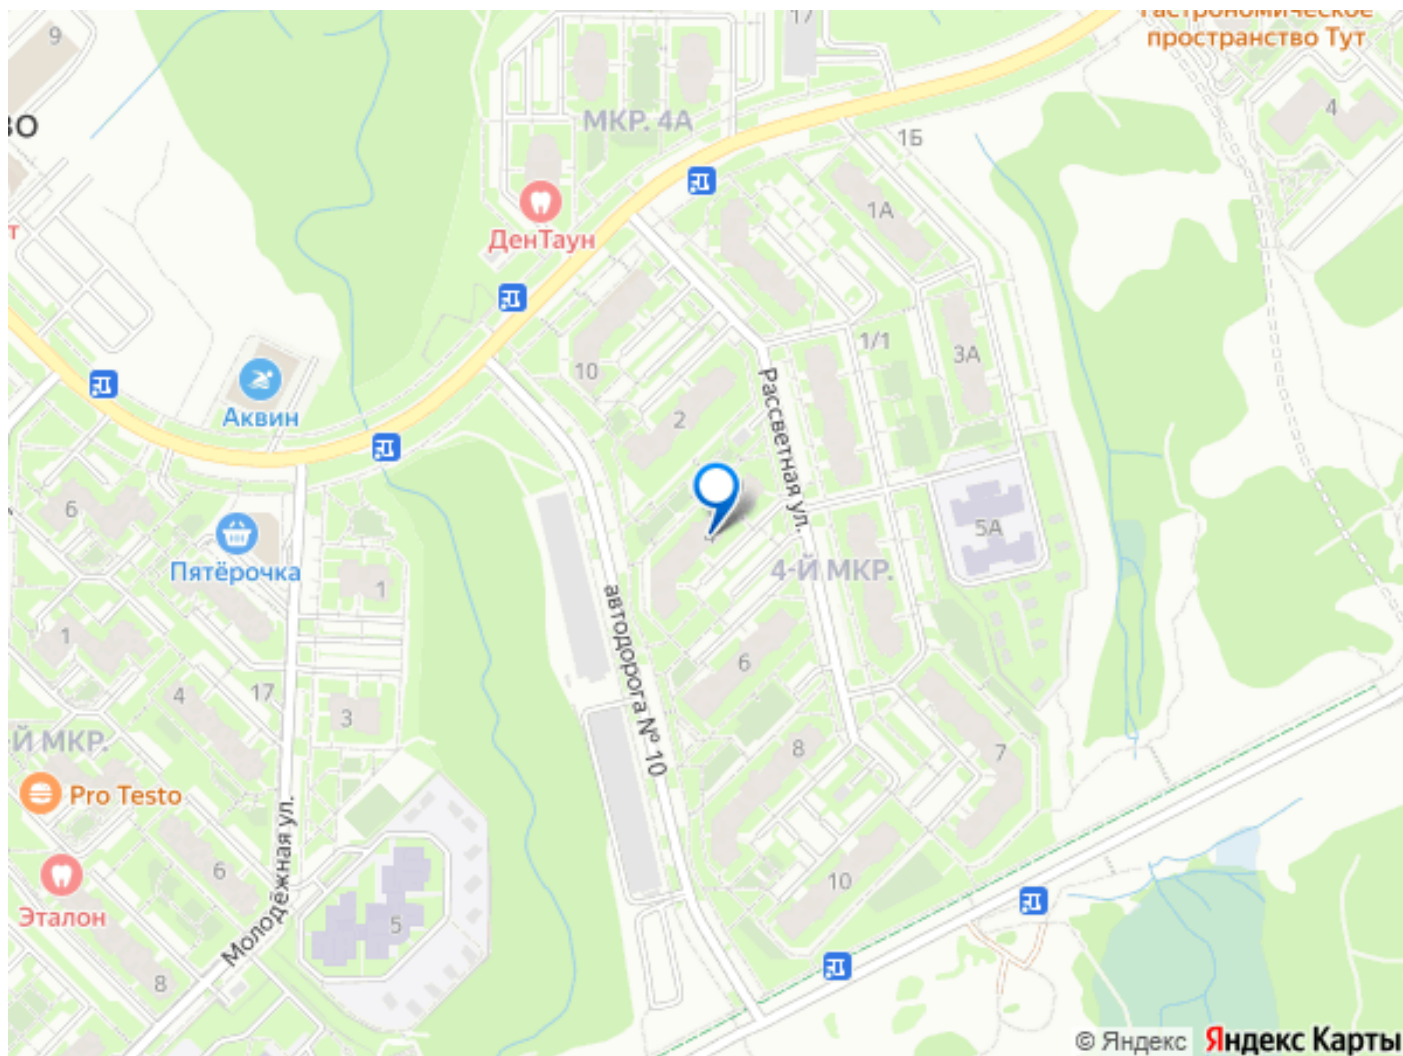 9
17
Гастрономическое
пространство Тут
ВО
МКР. 4А
1Б
4
т
ДенТаун
1А
1/1
3А
10
2
Аквин
Рассветная ул.
6
Пятёрочка
5А
4-Й МКР.
1
1
автодорога № 10
6
4
17
3
-Й МКР.
8
7
Pro Testo
Молодёжная ул.
6
10
Эталон
5
8
© Яндекс
Яндекс Карты